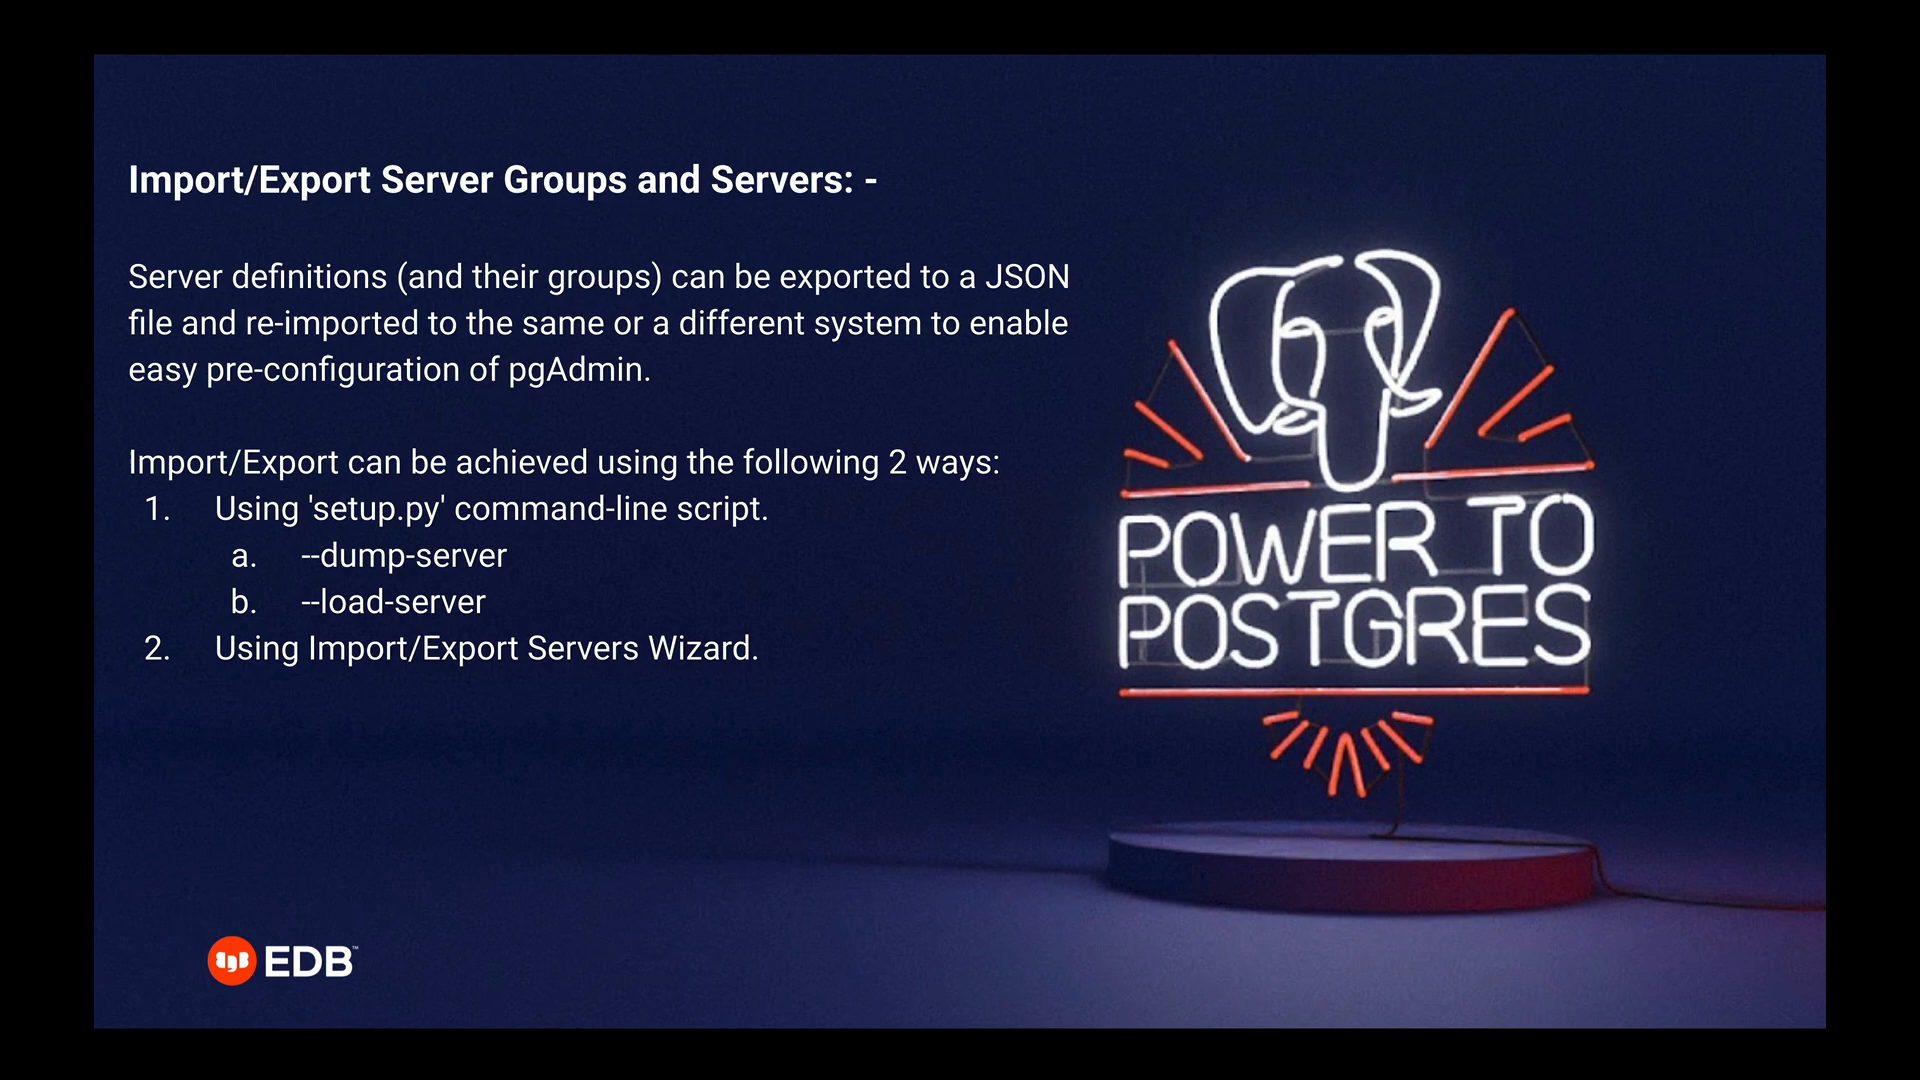 Import/Export Server Groups and Servers: -
Server definitions (and their groups) can be exported to a JSON
file and re-imported to the same or a different system to enable
easy pre-configuration of pgAdmin.
Import/Export can be achieved using the following 2 ways:
1. Using 'setup.py' command-line script.
a. --dump-server
b. --load-server
2. Using Import/Export Servers Wizard.
POWER TO
POSTGRES
EDB™